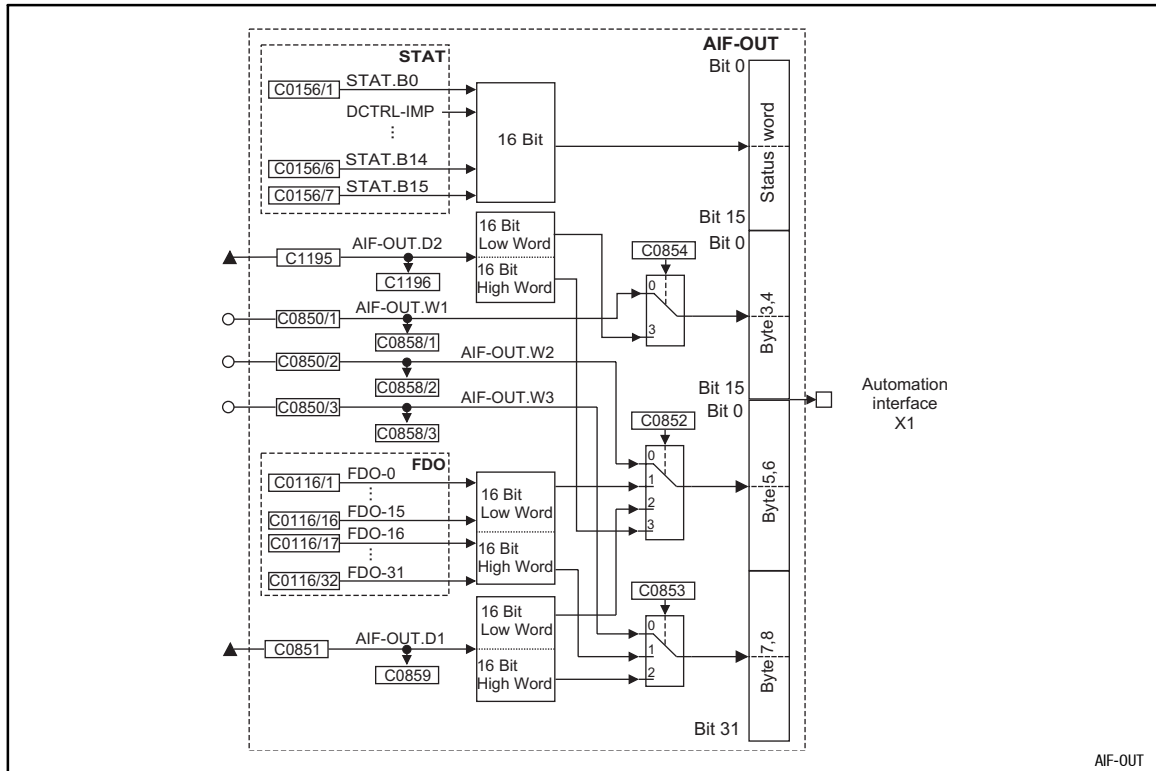 AIF-OUT
STAT
Bit 0
C0156/1
STAT.B0
DCTRL-IMP
⋮
16 Bit
C0156/6
STAT.B14
C0156/7
STAT.B15
Status word
Bit 15
Bit 0
C1195
AIF-OUT.D2
C1196
16 Bit
Low Word
16 Bit
High Word
C0854
0
3
Byte 3,4
C0850/1
AIF-OUT.W1
C0858/1
C0850/2
AIF-OUT.W2
C0858/2
C0850/3
AIF-OUT.W3
C0858/3
Bit 15
Bit 0
Automation
interface
X1
C0852
0
1
2
3
Byte 5,6
FDO
C0116/1
FDO-0
⋮
C0116/16
FDO-15
C0116/17
FDO-16
⋮
C0116/32
FDO-31
16 Bit
Low Word
16 Bit
High Word
C0851
AIF-OUT.D1
C0859
16 Bit
Low Word
16 Bit
High Word
C0853
0
1
2
Byte 7,8
Bit 31
AIF-OUT